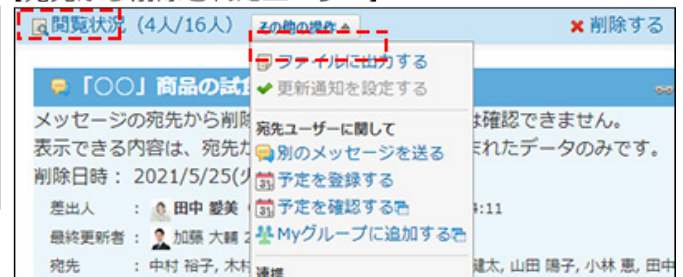 閲覧状況 (4人/16人) その他の操作▲ ×削除する
ファイルに出力する
更新通知を設定する
「〇〇」商品の試食
メッセージの宛先から削除 は確認できません。
宛先ユーザーに関して
表示できる内容は、宛先か まれたデータのみです。
別のメッセージを送る
削除日時: 2021/5/25(火
予定を登録する
差出人 : 田中 愛美 (
予定を確認する :11
最終更新者: 加藤 大輔 2
Myグループに追加する
宛先 : 中村 裕子, 木村 健太, 山田 陽子, 小林 恵, 田中
連携